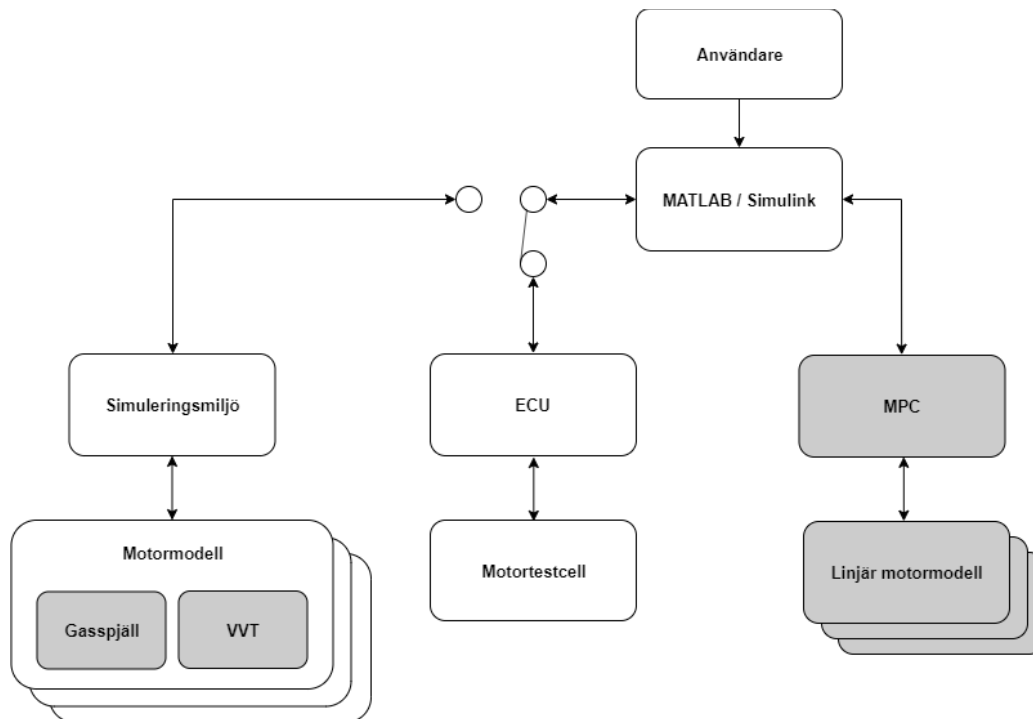 Användare
MATLAB / Simulink
Simuleringsmiljö
ECU
MPC
Motormodell
Gasspjäll
VVT
Motortestcell
Linjär motormodell